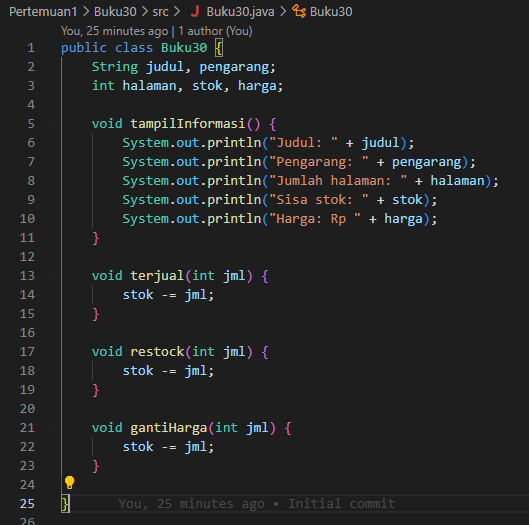 Pertemuan1 > Buku30 > src > J Buku30.java > Buku30
You, 25 minutes ago | 1 author (You)
1 public class Buku30 {
2 String judul, pengarang;
3 int halaman, stok, harga;
4
5 void tampilInformasi() {
6 System.out.println("Judul: " + judul);
7 System.out.println("Pengarang: " + pengarang);
8 System.out.println("Jumlah halaman: " + halaman);
9 System.out.println("Sisa stok: " + stok);
10 System.out.println("Harga: Rp " + harga);
11 }
12
13 void terjual(int jml) {
14 stok -= jml;
15 }
16
17 void restock(int jml) {
18 stok -= jml;
19 }
20
21 void gantiHarga(int jml) {
22 stok -= jml;
23 }
24
25 } You, 25 minutes ago • Initial commit
26